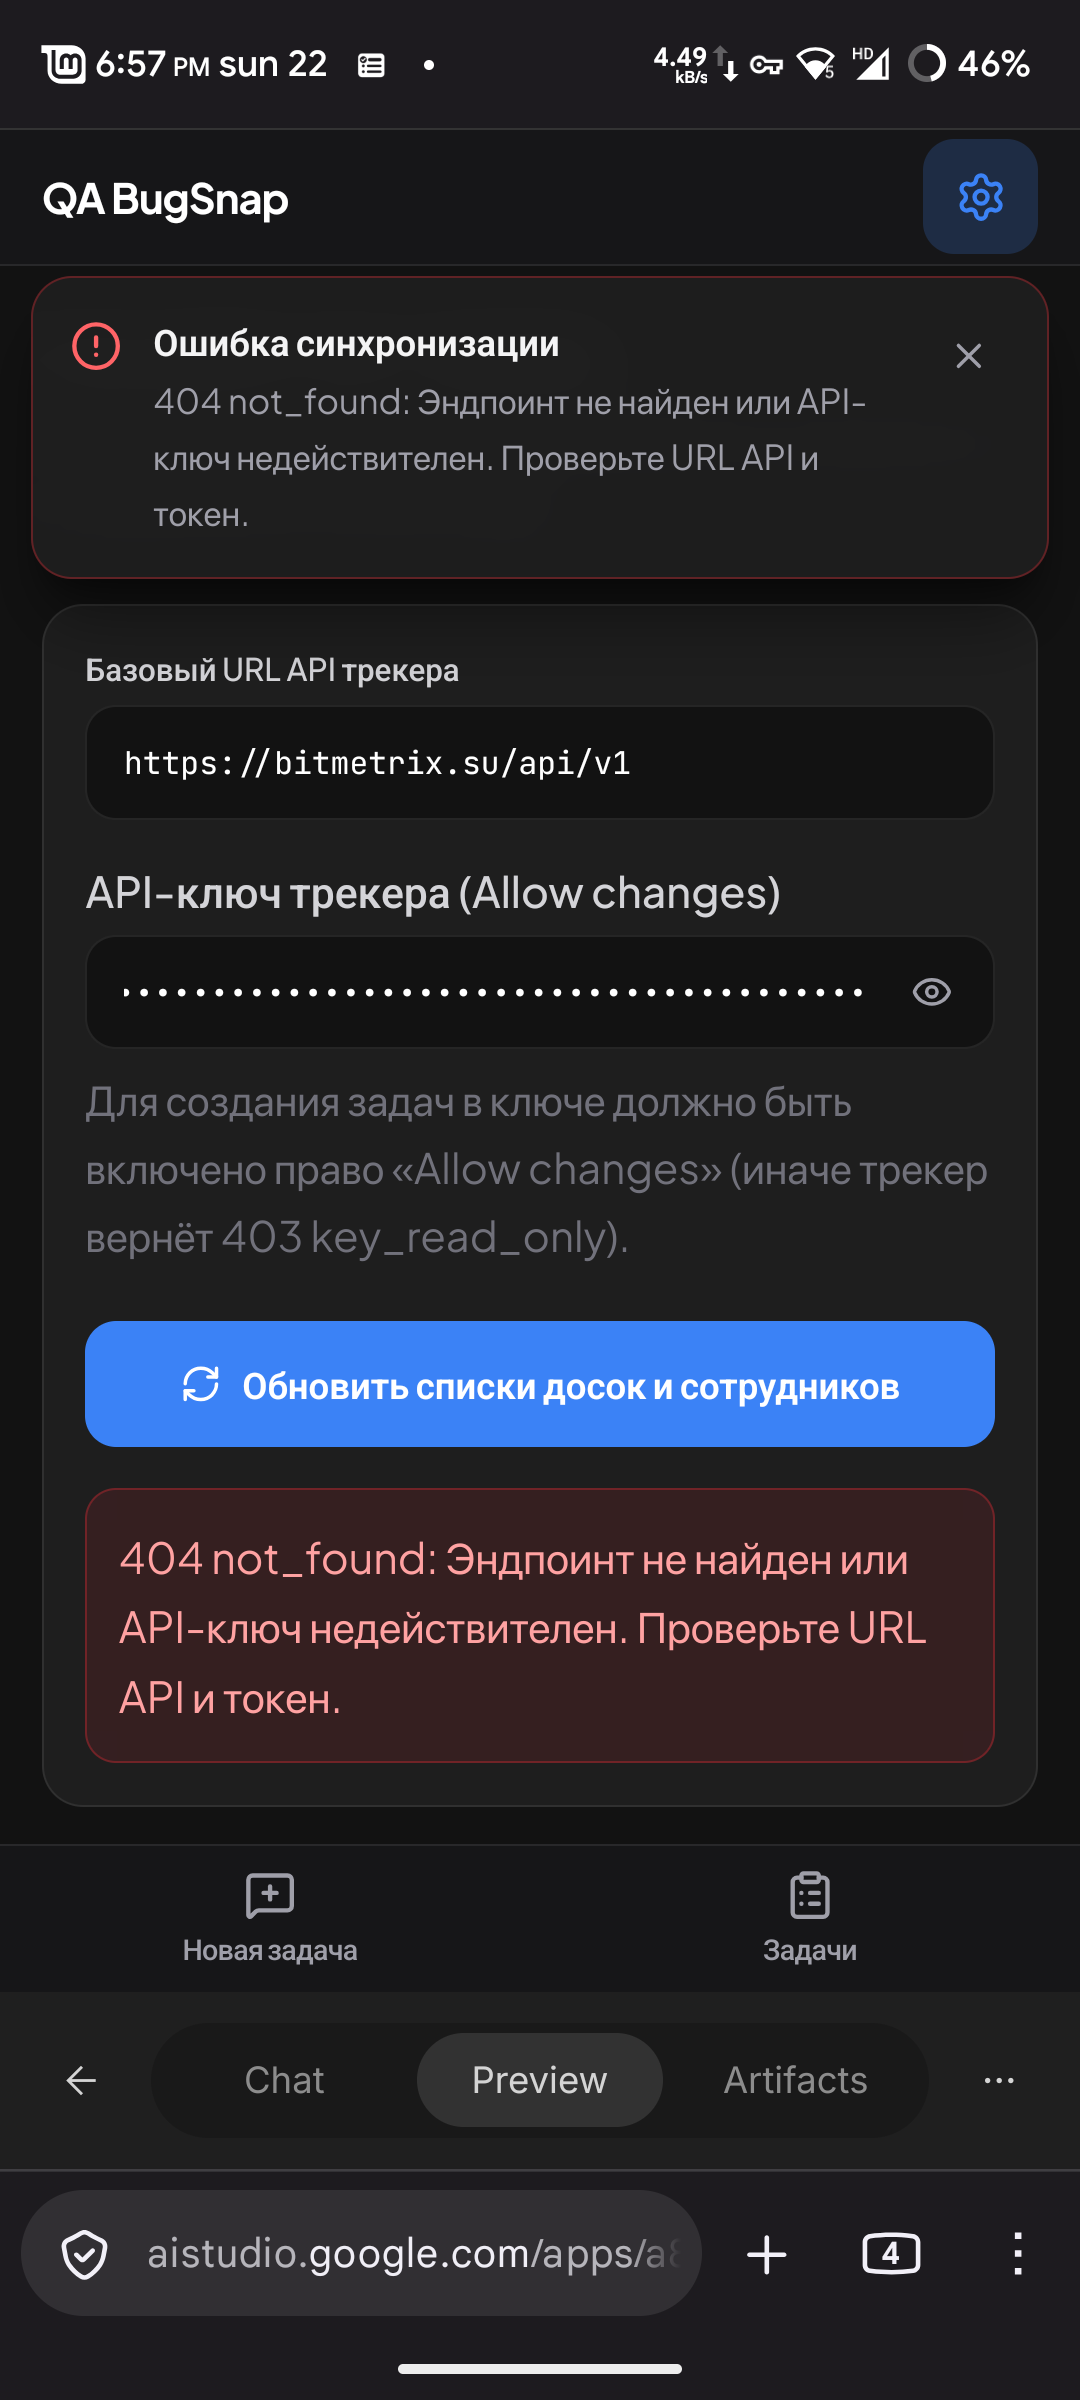 6:57 PM sun 22
4.49 kB/s
5
HD
46%
QA BugSnap
Ошибка синхронизации
404 not_found: Эндпоинт не найден или API-
ключ недействителен. Проверьте URL API и
токен.
Базовый URL API трекера
https://bitmetrix.su/api/v1
API-ключ трекера (Allow changes)
Для создания задач в ключе должно быть
включено право «Allow changes» (иначе трекер
вернёт 403 key_read_only).
Обновить списки досок и сотрудников
404 not_found: Эндпоинт не найден или
API-ключ недействителен. Проверьте URL
API и токен.
Новая задача
Задачи
Chat
Preview
Artifacts
aistudio.google.com/apps/a8
4